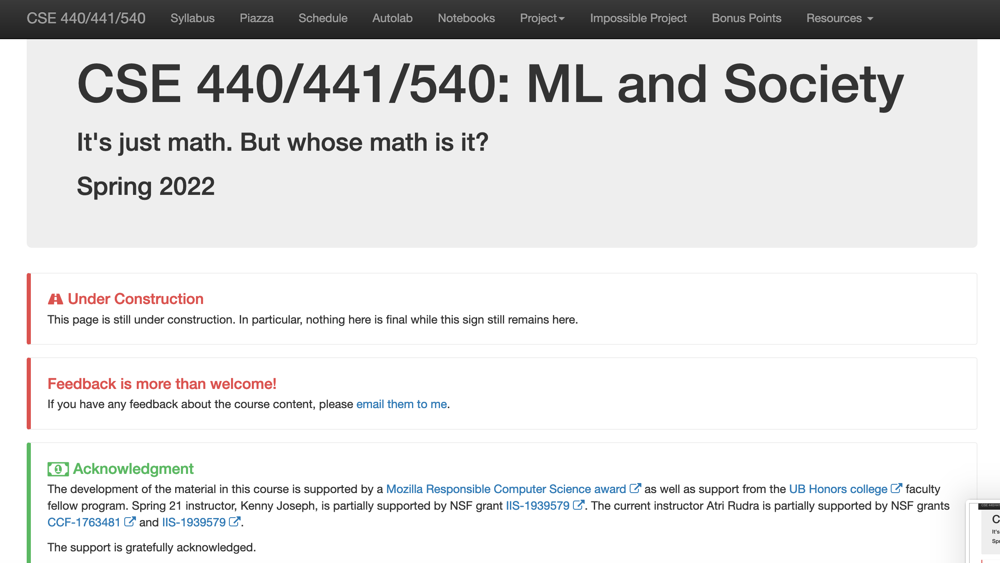 CSE 440/441/540 Syllabus Piazza Schedule Autolab Notebooks Project Impossible Project Bonus Points Resources
CSE 440/441/540: ML and Society
It's just math. But whose math is it?
Spring 2022
Under Construction
This page is still under construction. In particular, nothing here is final while this sign still remains here.
Feedback is more than welcome!
If you have any feedback about the course content, please email them to me.
Acknowledgment
The development of the material in this course is supported by a Mozilla Responsible Computer Science award as well as support from the UB Honors college faculty
fellow program. Spring 21 instructor, Kenny Joseph, is partially supported by NSF grant IIS-1939579. The current instructor Atri Rudra is partially supported by NSF grants
CCF-1763481 and IIS-1939579.
The support is gratefully acknowledged.